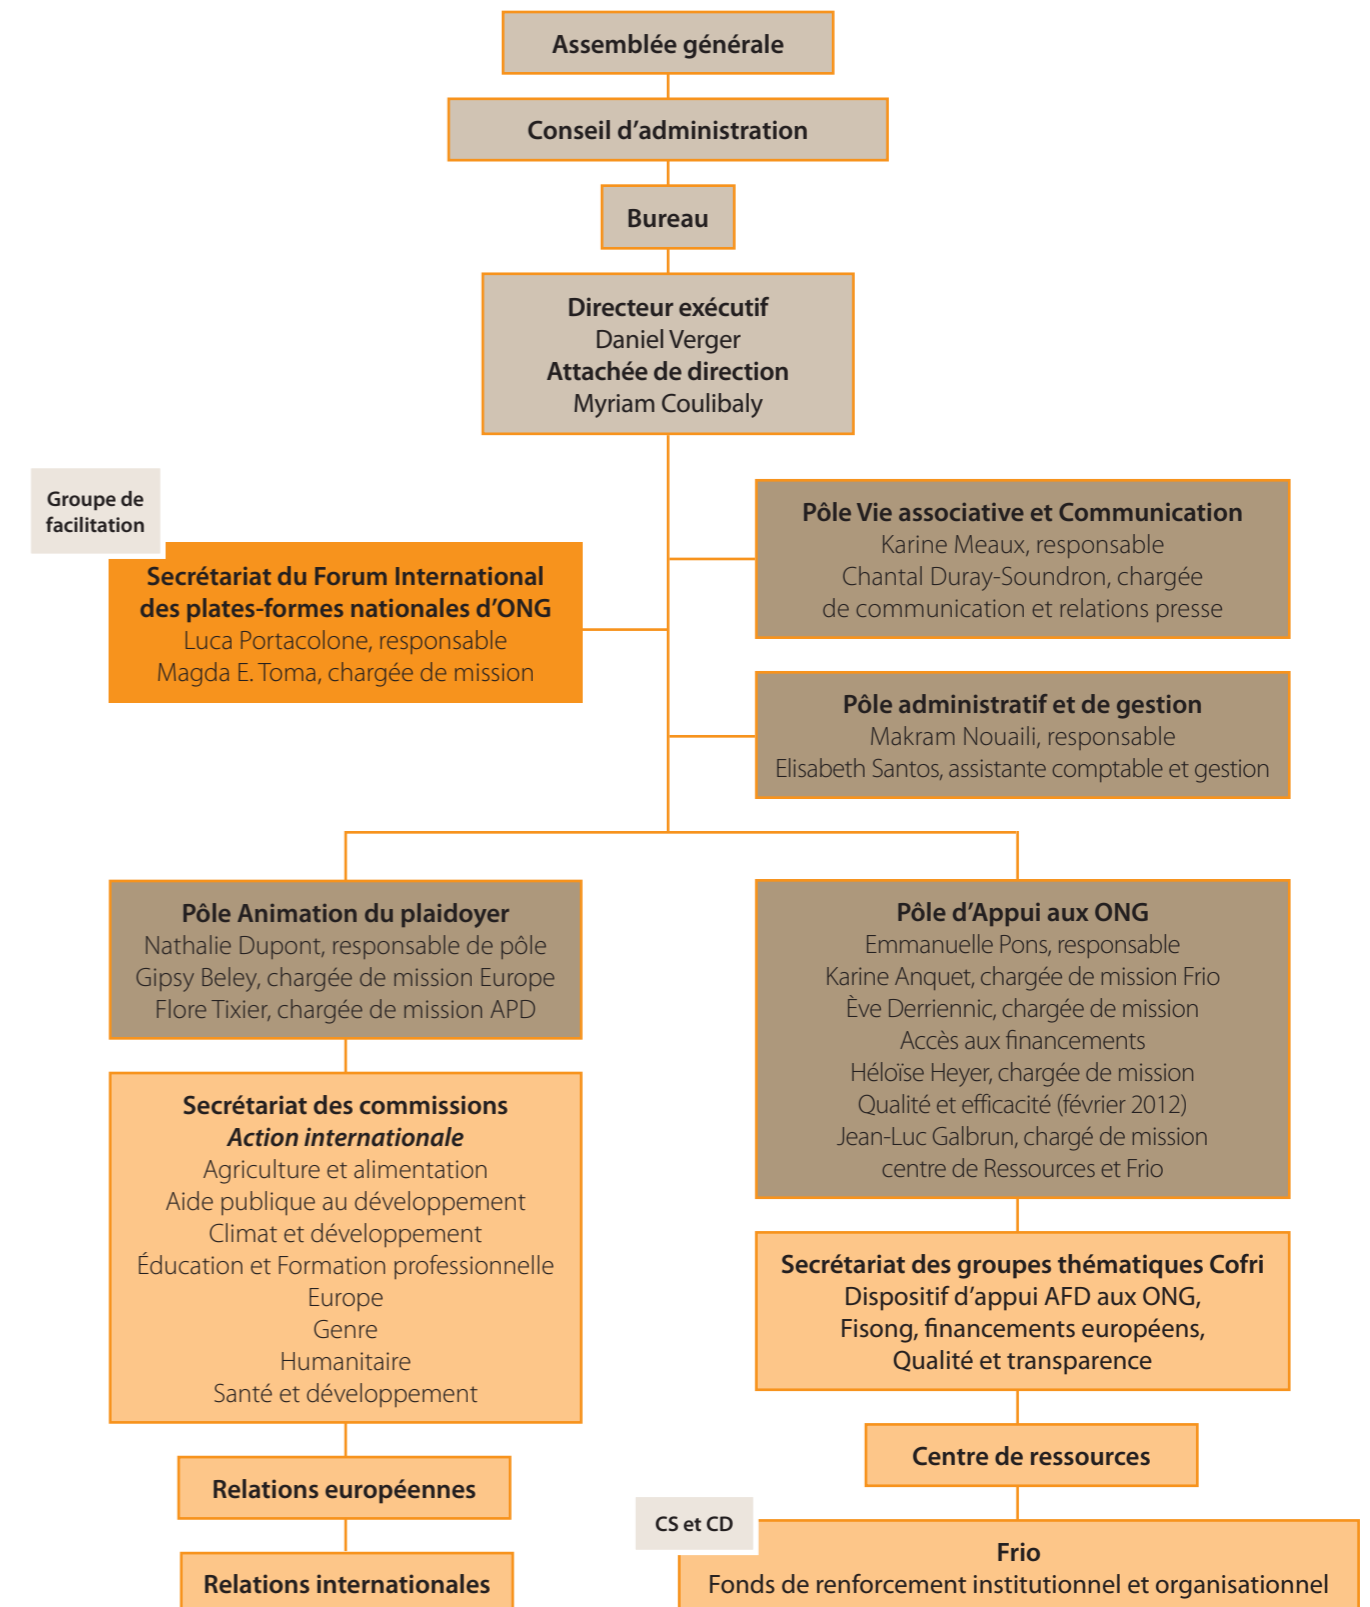 Assemblée générale
Conseil d’administration
Bureau
Directeur exécutif
Daniel Verger
Attachée de direction
Myriam Coulibaly
Groupe de
facilitation
Secrétariat du Forum International
des plates-formes nationales d’ONG
Luca Portacolone, responsable
Magda E. Toma, chargée de mission
Pôle Vie associative et Communication
Karine Meaux, responsable
Chantal Duray-Soundron, chargée
de communication et relations presse
Pôle administratif et de gestion
Makram Nouaili, responsable
Elisabeth Santos, assistante comptable et gestion
Pôle Animation du plaidoyer
Nathalie Dupont, responsable de pôle
Gipsy Beley, chargée de mission Europe
Flore Tixier, chargée de mission APD
Secrétariat des commissions
Action internationale
Agriculture et alimentation
Aide publique au développement
Climat et développement
Éducation et Formation professionnelle
Europe
Genre
Humanitaire
Santé et développement
Relations européennes
Relations internationales
Pôle d’Appui aux ONG
Emmanuelle Pons, responsable
Karine Anquet, chargée de mission Frio
Ève Derriennic, chargée de mission
Accès aux financements
Héloïse Heyer, chargée de mission
Qualité et efficacité (février 2012)
Jean-Luc Galbrun, chargé de mission
centre de Ressources et Frio
Secrétariat des groupes thématiques Cofri
Dispositif d’appui AFD aux ONG,
Fisong, financements européens,
Qualité et transparence
Centre de ressources
CS et CD
Frio
Fonds de renforcement institutionnel et organisationnel